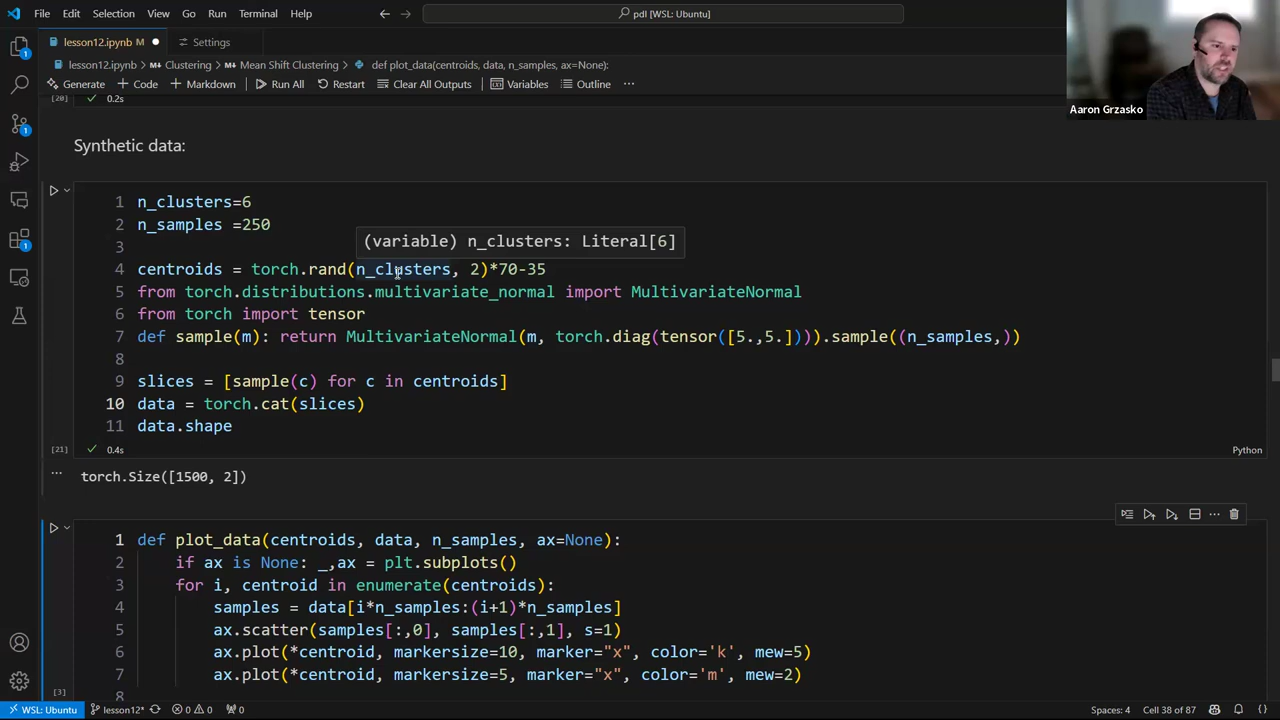 File Edit Selection View Go Run Terminal Help
pdl [WSL: Ubuntu]
lesson12.ipynb M
Settings
lesson12.ipynb > M↓ Clustering > M↓ Mean Shift Clustering > def plot_data(centroids, data, n_samples, ax=None):
Generate + Code + Markdown Run All Restart Clear All Outputs Variables Outline ...
Aaron Grzasko
[20] ✓ 0.2s
Synthetic data:
1 n_clusters=6
2 n_samples =250
(variable) n_clusters: Literal[6]
3
4 centroids = torch.rand(n_clusters, 2)*70-35
5 from torch.distributions.multivariate_normal import MultivariateNormal
6 from torch import tensor
7 def sample(m): return MultivariateNormal(m, torch.diag(tensor([5.,5.]))).sample((n_samples,))
8
9 slices = [sample(c) for c in centroids]
10 data = torch.cat(slices)
11 data.shape
[21] ✓ 0.4s Python
... torch.Size([1500, 2])
1 def plot_data(centroids, data, n_samples, ax=None):
2 if ax is None: _,ax = plt.subplots()
3 for i, centroid in enumerate(centroids):
4 samples = data[i*n_samples:(i+1)*n_samples]
5 ax.scatter(samples[:,0], samples[:,1], s=1)
6 ax.plot(*centroid, markersize=10, marker="x", color='k', mew=5)
7 ax.plot(*centroid, markersize=5, marker="x", color='m', mew=2)
[3] 8
WSL: Ubuntu lesson12* 0 0 0 Spaces: 4 Cell 38 of 87